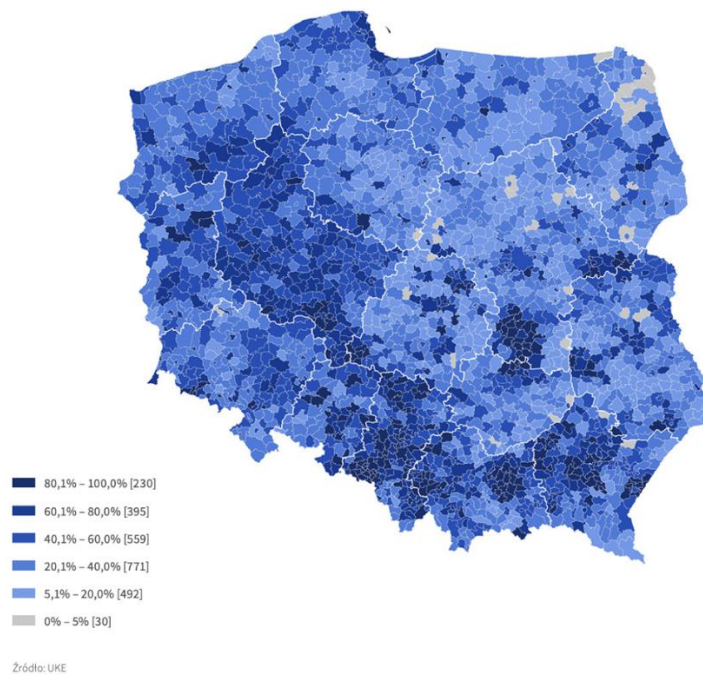 80,1% – 100,0% [230]
60,1% – 80,0% [395]
40,1% – 60,0% [559]
20,1% – 40,0% [771]
5,1% – 20,0% [492]
0% – 5% [30]
Źródło: UKE